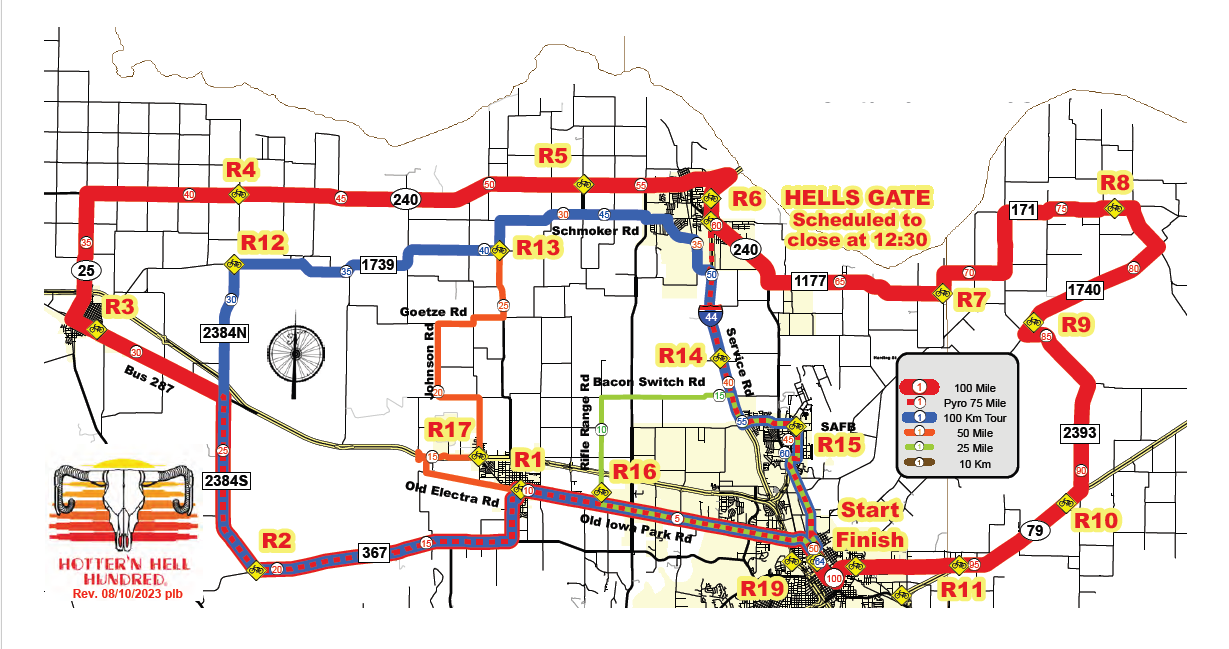 R4
R5
R6
HELLS GATE
Scheduled to
close at 12:30
R8
40
45
240
50
55
60
171
75
R12
R13
30
45
Schmoker Rd
35
240
80
35
25
40
35
1739
50
1177
65
70
R7
1740
R3
30
2384N
Goetze Rd
25
44
R9
85
30
Bus 287
Johnson Rd
R14
Service Rd
20
Bacon Switch Rd
40
15
1
100 Mile
1
Pyro 75 Mile
1
100 Km Tour
1
50 Mile
1
25 Mile
1
10 Km
Rifle Range Rd
10
55
SAFB
R15
45
60
2393
R17
15
R1
R16
25
2384S
Old Electra Rd
10
90
5
Old Iowa Park Rd
Start
Finish
R10
79
R2
367
15
20
50
64
100
R19
95
R11
HOTTER'N HELL
HUNDRED®
Rev. 08/10/2023 plb